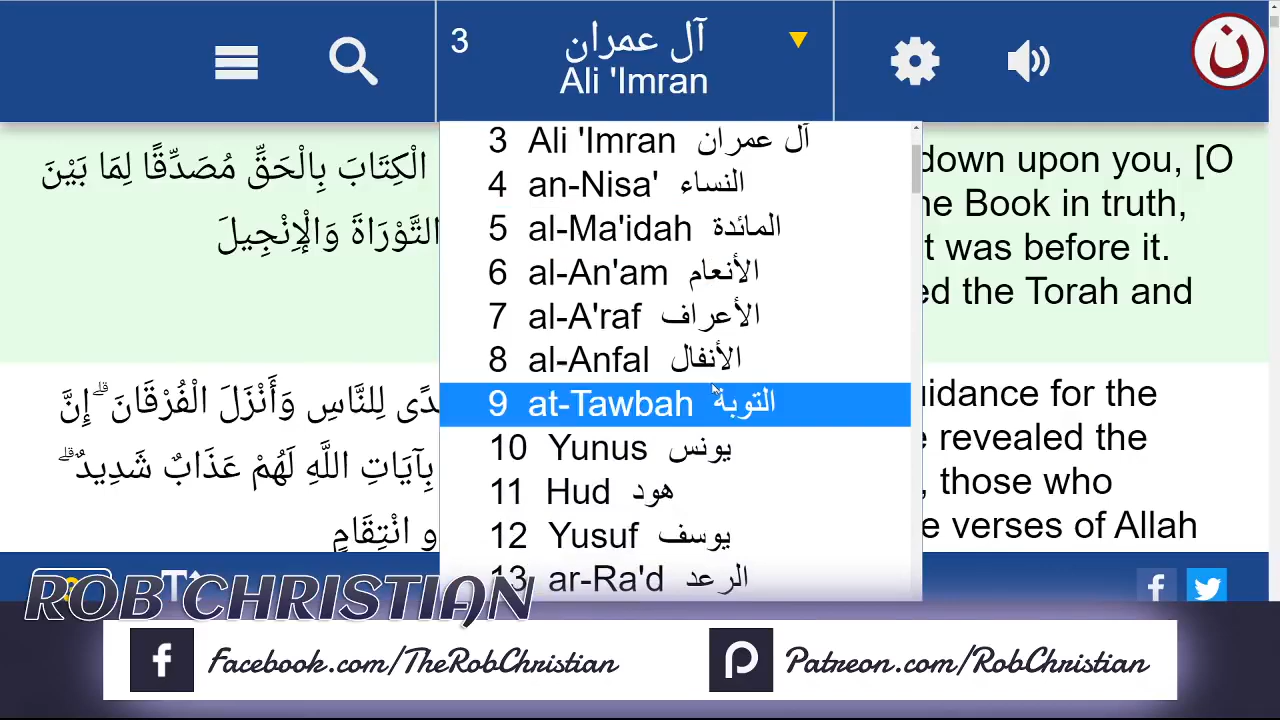 3
آل عمران
Ali 'Imran
ن
3 Ali 'Imran آل عمران
4 an-Nisa' النساء
5 al-Ma'idah المائدة
6 al-An'am الأنعام
7 al-A'raf الأعراف
8 al-Anfal الأنفال
9 at-Tawbah التوبة
10 Yunus يونس
11 Hud هود
12 Yusuf يوسف
13 ar-Ra'd الرعد
الْكِتَابَ بِالْحَقِّ مُصَدِّقًا لِمَا بَيْنَ
التَّوْرَاةَ وَالْإِنْجِيلَ
down upon you, [O
Book in truth,
t was before it.
the Torah and
لِلنَّاسِ وَأَنْزَلَ الْفُرْقَانَ ۗ إِنَّ
بِآيَاتِ اللَّهِ لَهُمْ عَذَابٌ شَدِيدٌ ۗ
انْتِقَامٍ
uidance for the
revealed the
, those who
verses of Allah
ROB CHRISTIAN
Facebook.com/TheRobChristian
Patreon.com/RobChristian